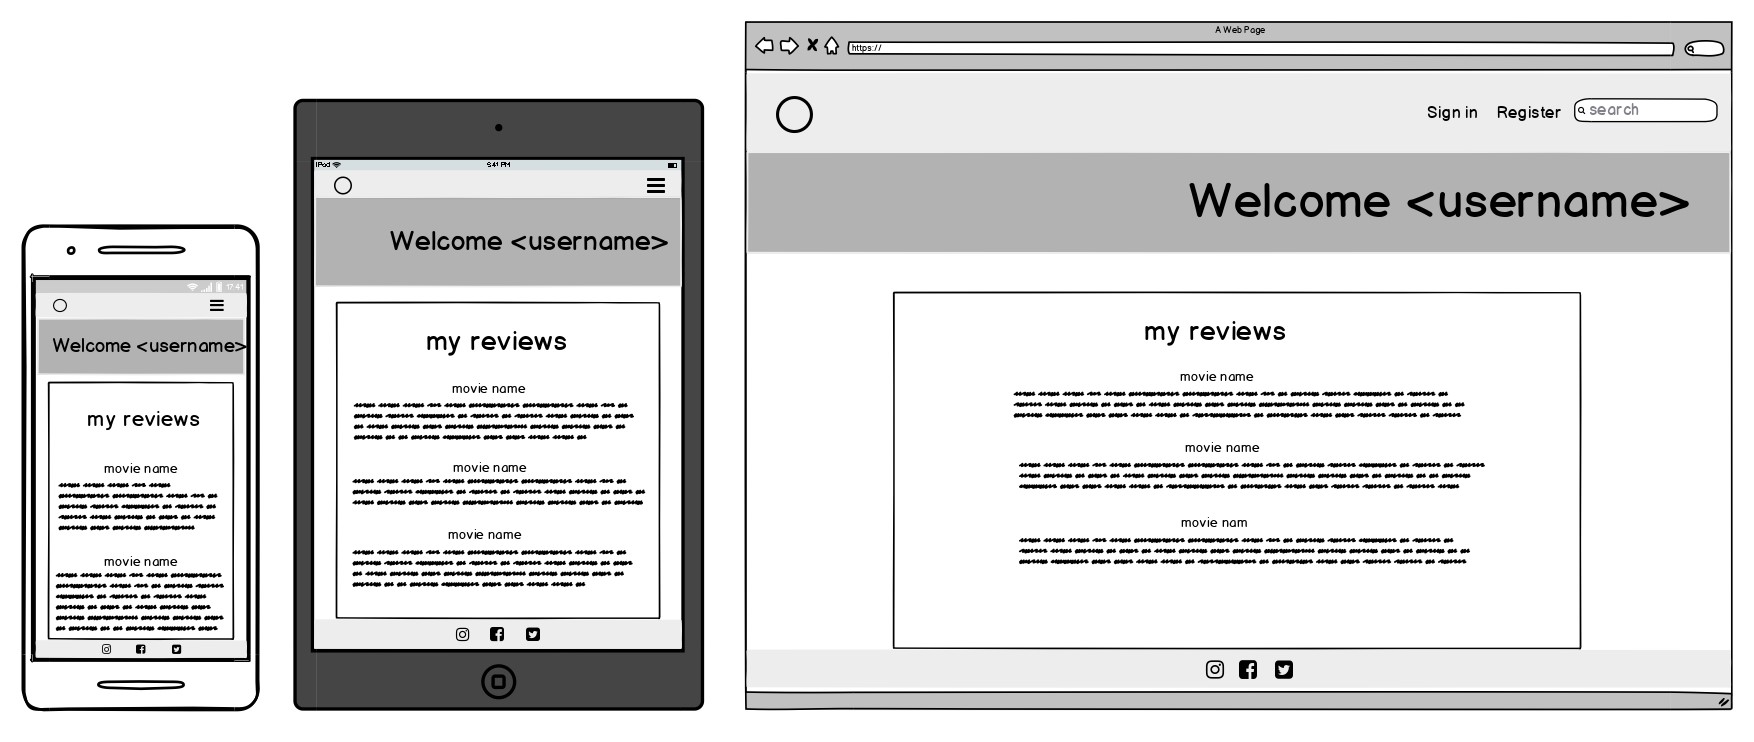 17:41
Welcome <username>
my reviews
movie name
movie name
iPad
9:41 PM
Welcome <username>
my reviews
movie name
movie name
movie name
A Web Page
https://
Sign in Register search
Welcome <username>
my reviews
movie name
movie name
movie nam